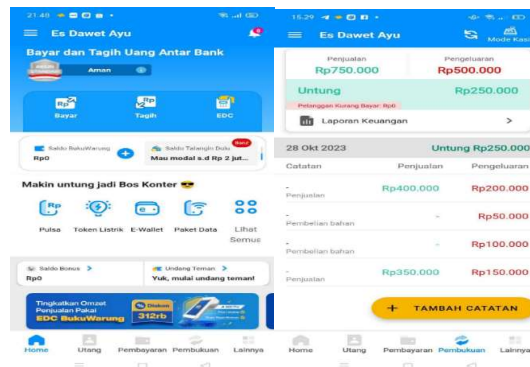 21.48
Es Dawet Ayu
Bayar dan Tagih Uang Antar Bank
Aman
Bayar
Tagih
EDC
Saldo BukuWarung
Rp0
Saldo Talangin Dulu
Baru!
Mau modal s.d Rp 2 jut...
Makin untung jadi Bos Konter 😎
Pulsa
Token Listrik
E-Wallet
Paket Data
Lihat
Semua
Saldo Bonus >
Rp0
Undang Teman >
Yuk, mulai undang teman!
Tingkatkan Omzet
Penjualan Pakai
EDC BukuWarung
Diskon
312rb
Home
Utang
Pembayaran
Pembukuan
Lainnya
15.29
Es Dawet Ayu
Mode Kasi
Penjualan
Rp750.000
Pengeluaran
Rp500.000
Untung
Rp250.000
Pelanggan Kurang Bayar: Rp0
Laporan Keuangan
>
28 Okt 2023
Untung Rp250.000
Catatan
Penjualan
Pengeluaran
-
Penjualan
Rp400.000
Rp200.000
-
Pembelian bahan
-
Rp50.000
-
Pembelian bahan
-
Rp100.000
-
Penjualan
Rp350.000
Rp150.000
+ TAMBAH CATATAN
Home
Utang
Pembayaran
Pembukuan
Lainnya